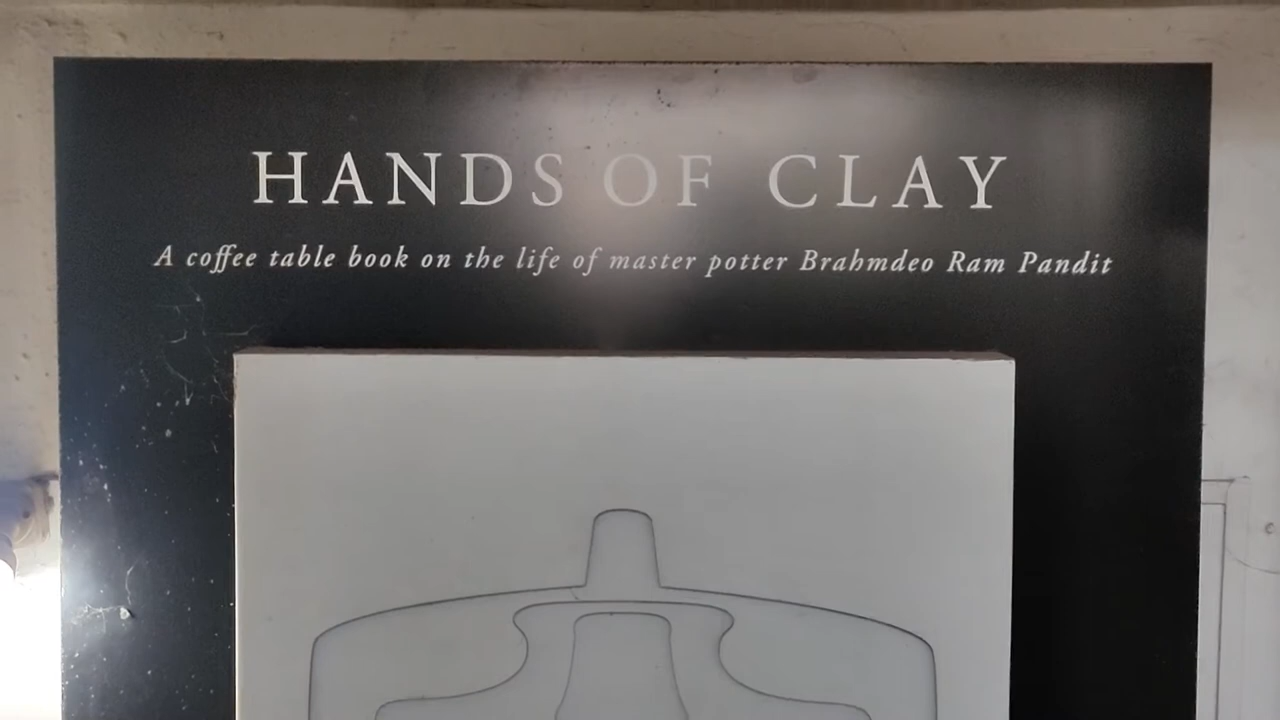 HANDS OF CLAY
A coffee table book on the life of master potter Brahmdeo Ram Pandit